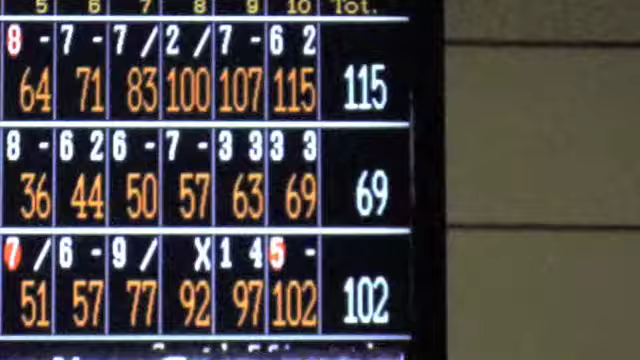 5 6 7 8 9 10 Tot.
8 - 7 - 7 / 2 / 7 - 6 2
64 71 83 100 107 115 115
8 - 6 2 6 - 7 - 3 3 3 3
36 44 50 57 63 69 69
7 / 6 - 9 / X 1 4 5 -
51 57 77 92 97 102 102